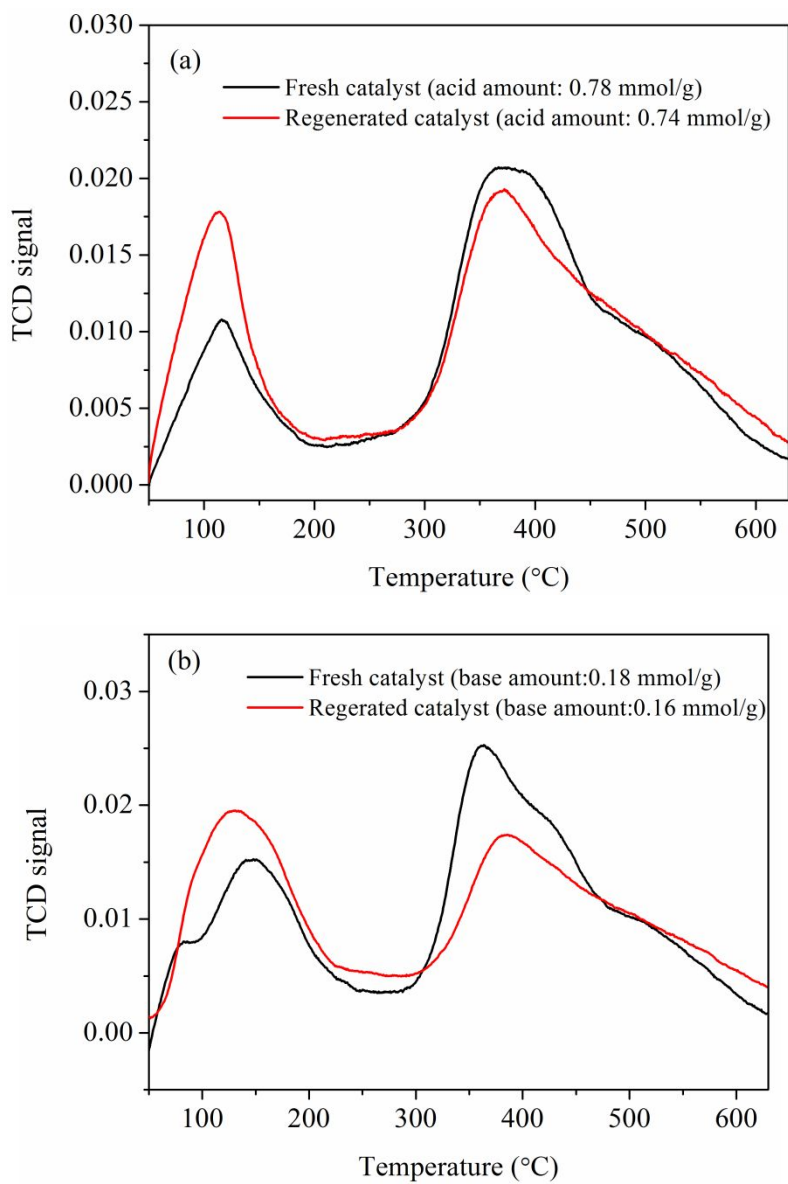 0.030
(a)
Fresh catalyst (acid amount: 0.78 mmol/g)
0.025
Regenerated catalyst (acid amount: 0.74 mmol/g)
0.020
0.015
0.010
0.005
0.000
TCD signal
100 200 300 400 500 600
Temperature (°C)
(b)
Fresh catalyst (base amount:0.18 mmol/g)
0.03
Regerated catalyst (base amount:0.16 mmol/g)
0.02
0.01
0.00
TCD signal
100 200 300 400 500 600
Temperature (°C)